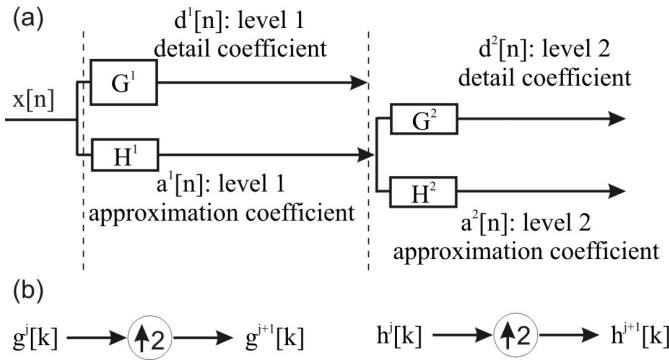 (a)
d¹[n]: level 1
detail coefficient
d²[n]: level 2
detail coefficient
x[n]
G¹
G²
H¹
H²
a¹[n]: level 1
approximation coefficient
a²[n]: level 2
approximation coefficient
(b)
gʲ[k] 2 gʲ⁺¹[k] hʲ[k] 2 hʲ⁺¹[k]